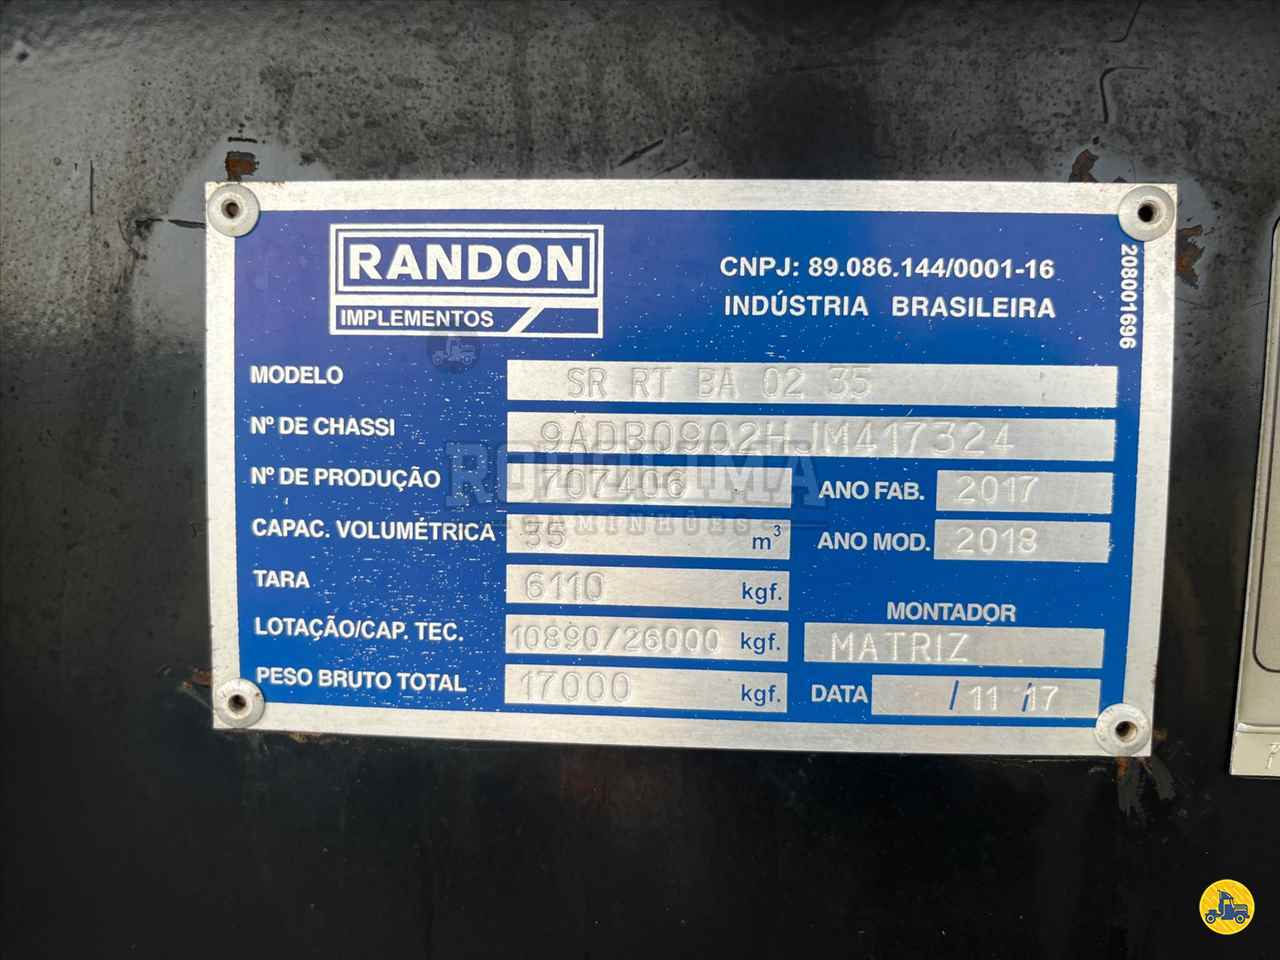 RANDON
IMPLEMENTOS
CNPJ: 89.086.144/0001-16
INDÚSTRIA BRASILEIRA
208001696
MODELO SR RT BA 02 35
Nº DE CHASSI 9ADB0902HJM417324
Nº DE PRODUÇÃO 707406 ANO FAB. 2017
CAPAC. VOLUMÉTRICA 35 m³ ANO MOD. 2018
TARA 6110 kgf.
MONTADOR
LOTAÇÃO/CAP. TEC. 10890/26000 kgf. MATRIZ
PESO BRUTO TOTAL 17000 kgf. DATA / 11 / 17
RODOLIMA
CAMINHÕES